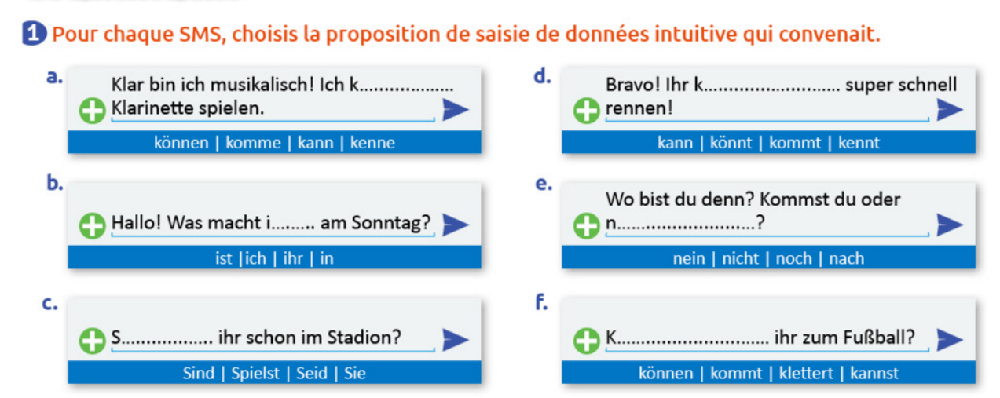 1 Pour chaque SMS, choisis la proposition de saisie de données intuitive qui convenait.
a.
Klar bin ich musikalisch! Ich k...................
Klarinette spielen.
können | komme | kann | kenne
b.
Hallo! Was macht i......... am Sonntag?
ist |ich | ihr | in
c.
S.................. ihr schon im Stadion?
Sind | Spielst | Seid | Sie
d.
Bravo! Ihr k............................ super schnell
rennen!
kann | könnt | kommt | kennt
e.
Wo bist du denn? Kommst du oder
n............................?
nein | nicht | noch | nach
f.
K............................... ihr zum Fußball?
können | kommt | klettert | kannst